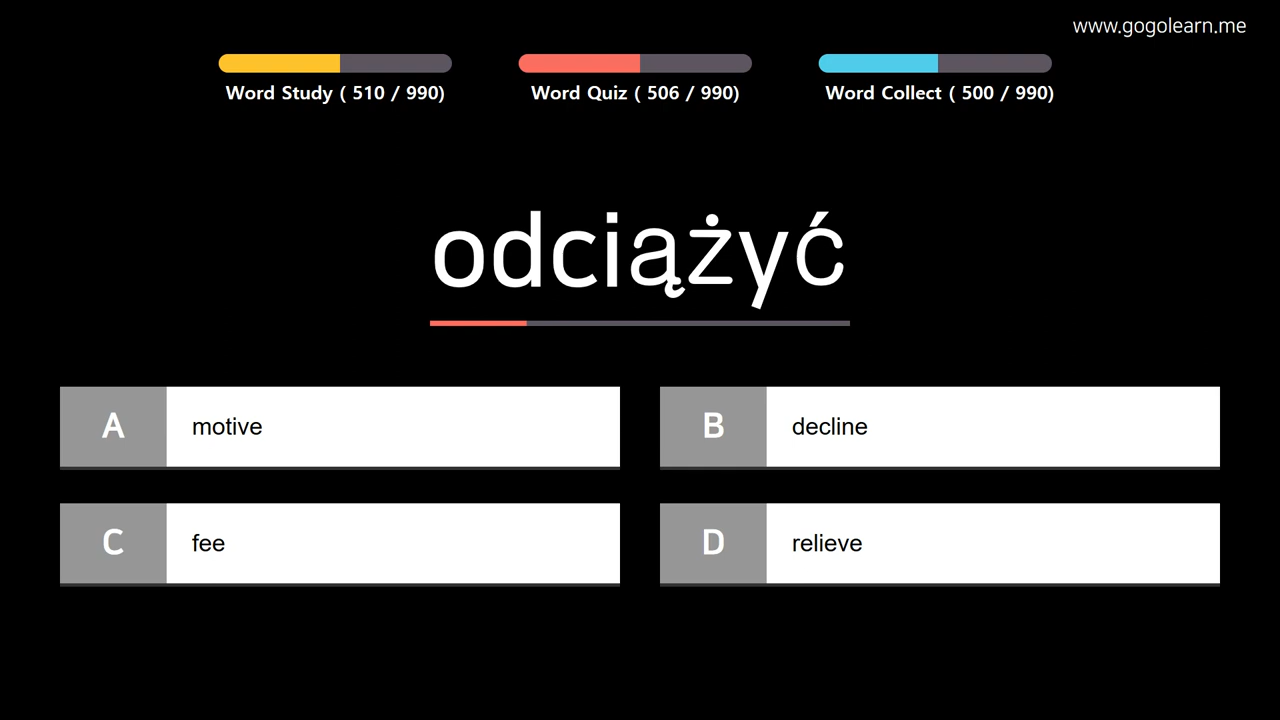 www.gogolearn.me
Word Study ( 510 / 990)
Word Quiz ( 506 / 990)
Word Collect ( 500 / 990)
odciążyć
A motive
B decline
C fee
D relieve